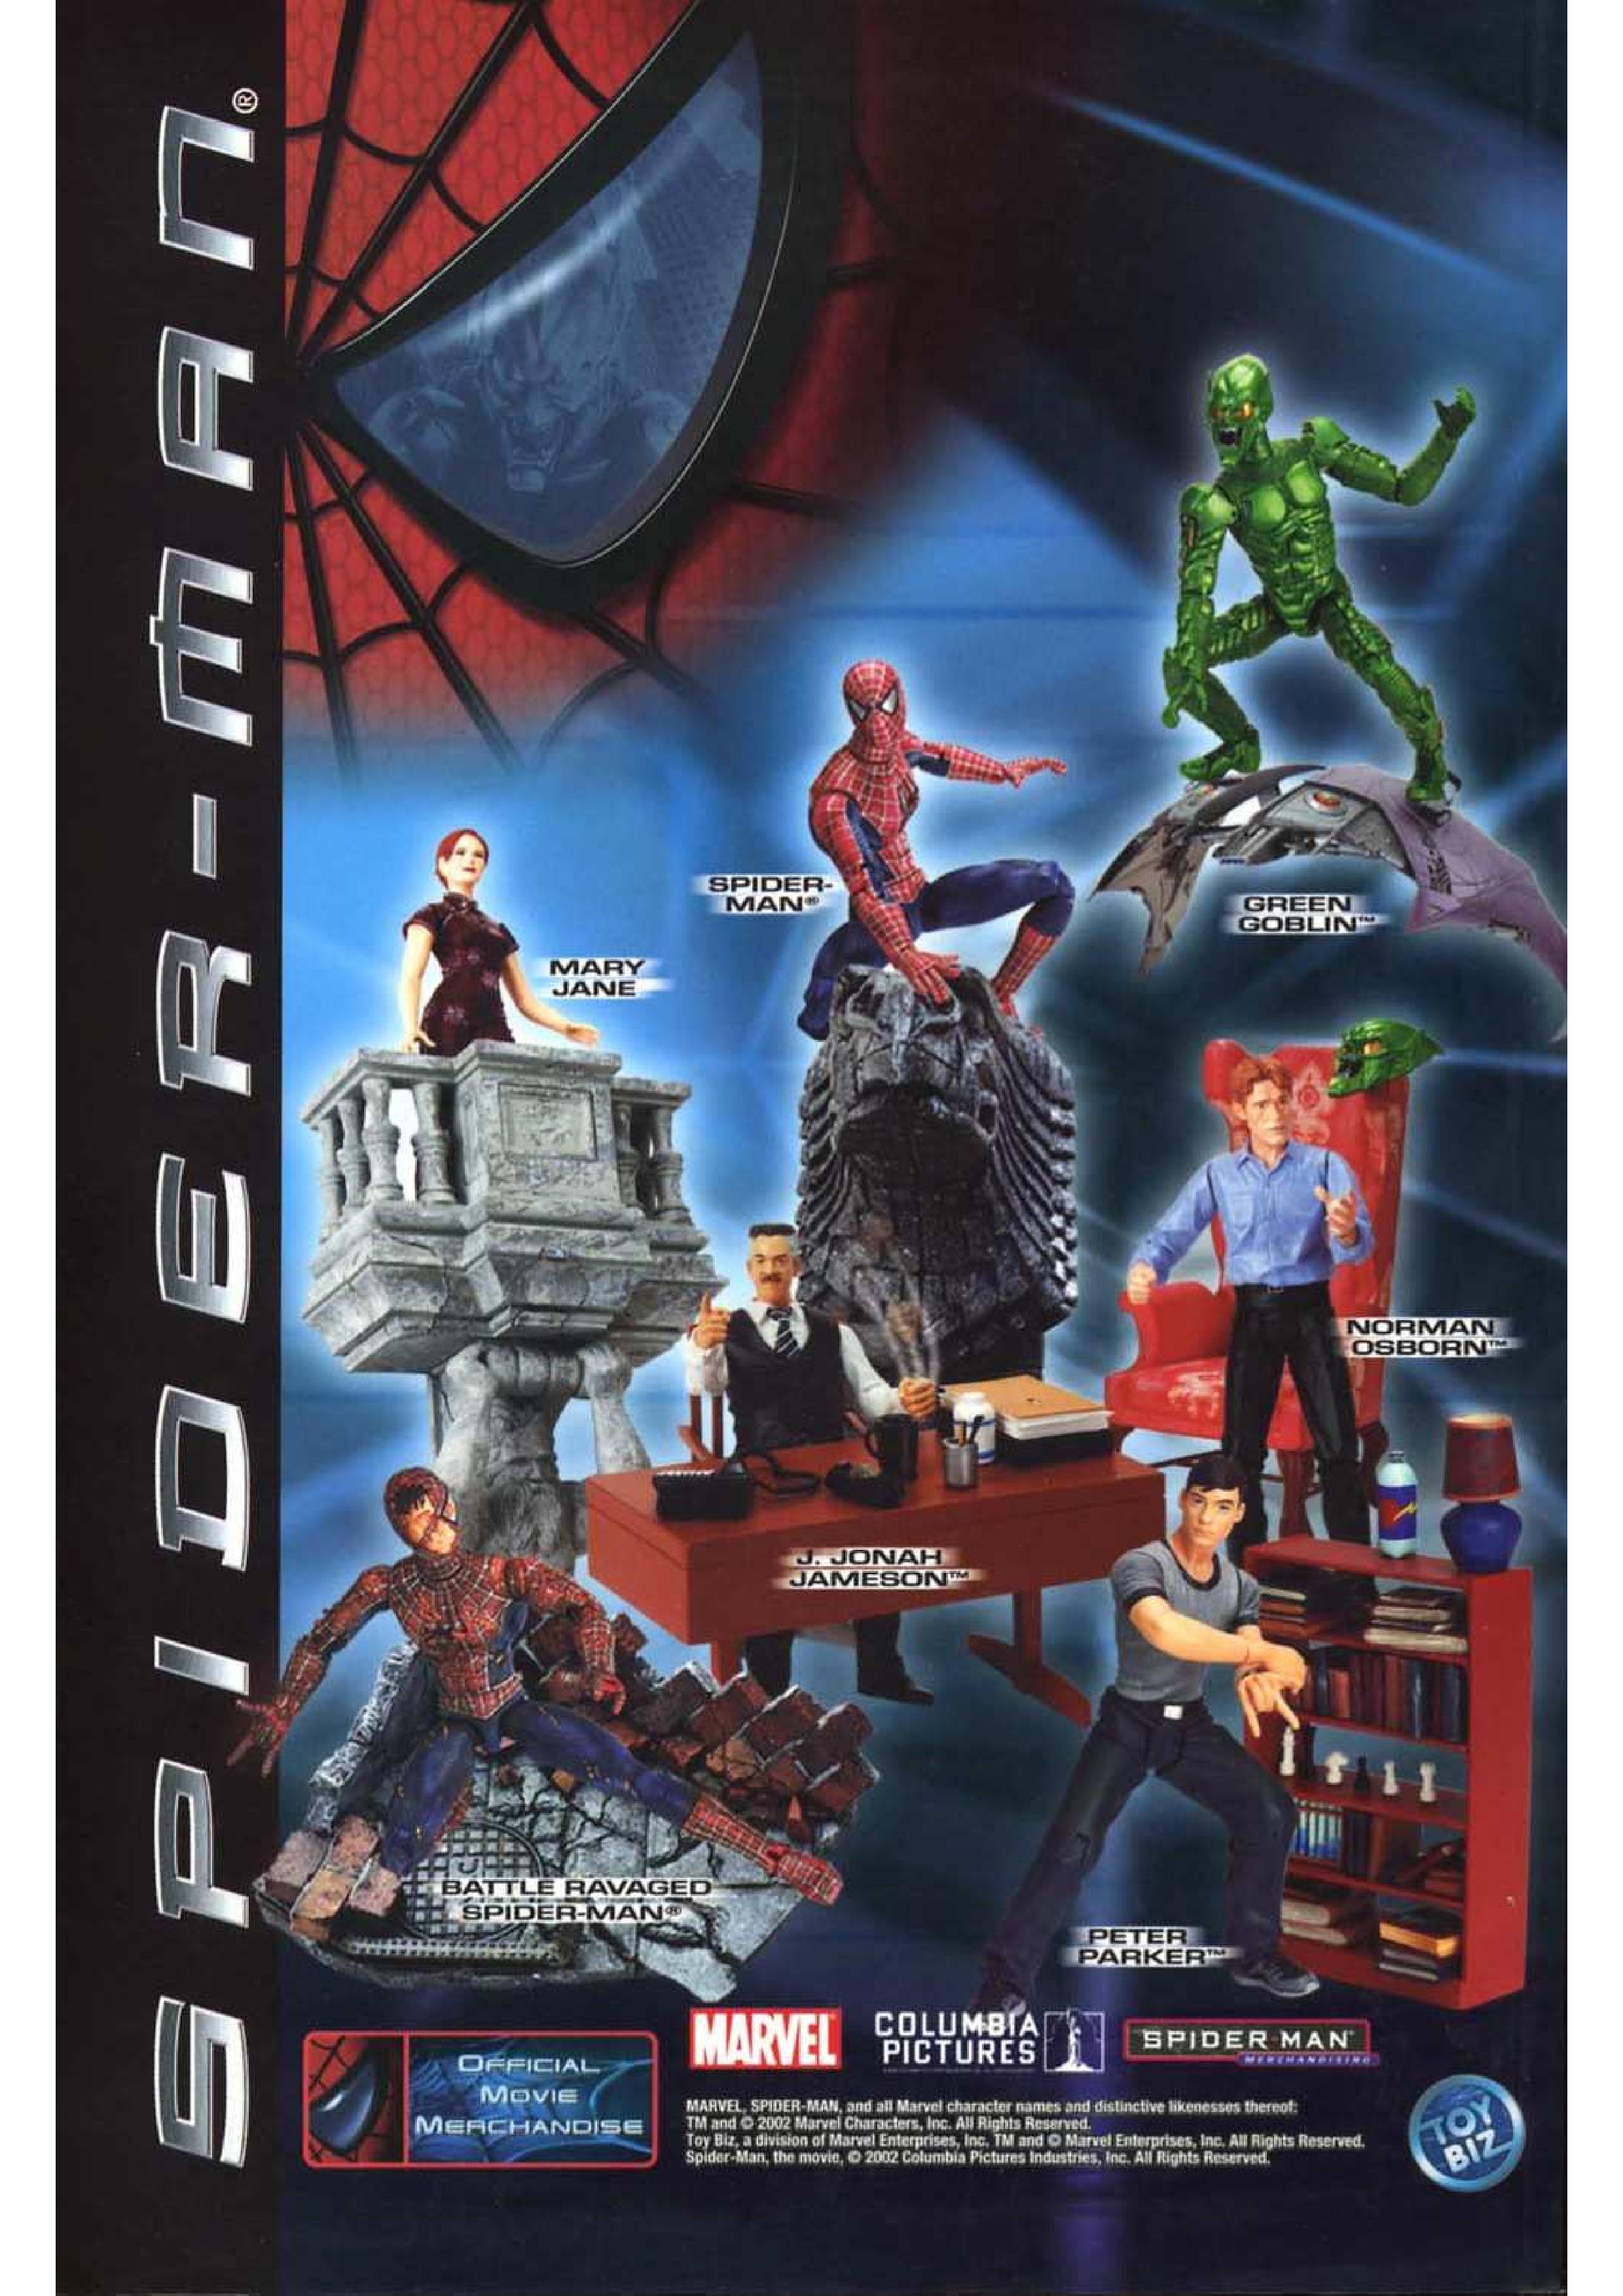 SPIDER-MAN®
SPIDER-
MAN®
GREEN
GOBLIN™
MARY
JANE
NORMAN
OSBORN™
J. JONAH
JAMESON™
BATTLE RAVAGED
SPIDER-MAN®
PETER
PARKER™
OFFICIAL
MOVIE
MERCHANDISE
MARVEL
COLUMBIA
PICTURES
SPIDER-MAN®
MERCHANDISING
MARVEL, SPIDER-MAN, and all Marvel character names and distinctive likenesses thereof:
TM and © 2002 Marvel Characters, Inc. All Rights Reserved.
Toy Biz, a division of Marvel Enterprises, Inc. TM and © Marvel Enterprises, Inc. All Rights Reserved.
Spider-Man, the movie, © 2002 Columbia Pictures Industries, Inc. All Rights Reserved.
TOY
BIZ